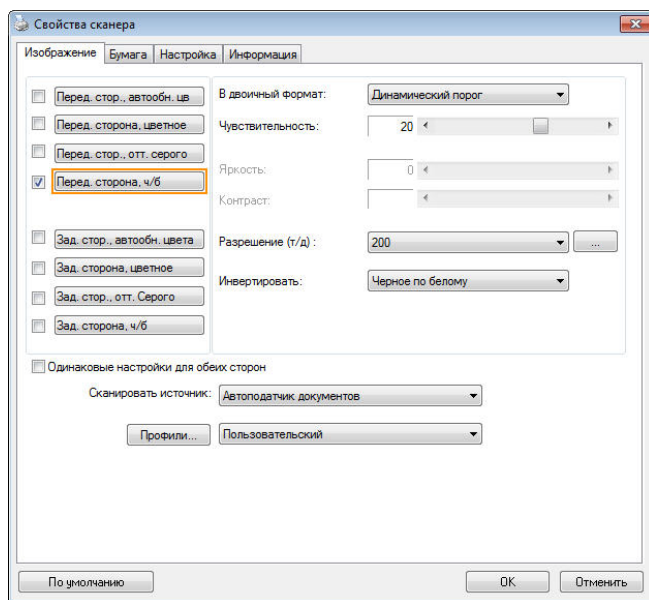 Свойства сканера
Изображение Бумага Настройка Информация
Перед. стор., автообн. цв
Перед. сторона, цветное
Перед. стор., отт. серого
Перед. сторона, ч/б
Зад. стор., автообн. цвета
Зад. сторона, цветное
Зад. стор., отт. Серого
Зад. сторона, ч/б
В двоичный формат: Динамический порог
Чувствительность: 20
Яркость: 0
Контраст:
Разрешение (т/д) : 200 ...
Инвертировать: Черное по белому
Одинаковые настройки для обеих сторон
Сканировать источник: Автоподатчик документов
Профили... Пользовательский
По умолчанию OK Отменить